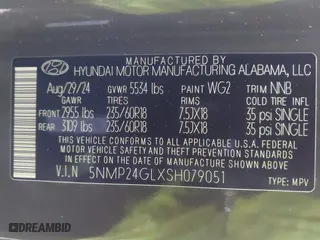 MANUFACTURED BY
HYUNDAI MOTOR MANUFACTURING ALABAMA, LLC
Aug/29/24 GVWR 5534 lbs PAINT WG2 TRIM NNB
GAWR TIRES RIMS COLD TIRE INF PRES
FRONT 2955 lbs 235/60R18 7.5JX18 35 psi SINGLE
REAR 3109 lbs 235/60R18 7.5JX18 35 psi SINGLE
THIS VEHICLE CONFORMS TO ALL APPLICABLE U.S.
FEDERAL MOTOR VEHICLE SAFETY AND THEFT PREVENTION STANDARDS
IN EFFECT ON THE DATE OF MANUFACTURE SHOWN ABOVE.
V.I.N 5NMP24GLXSH079051 TYPE: MPV
DREAMBID